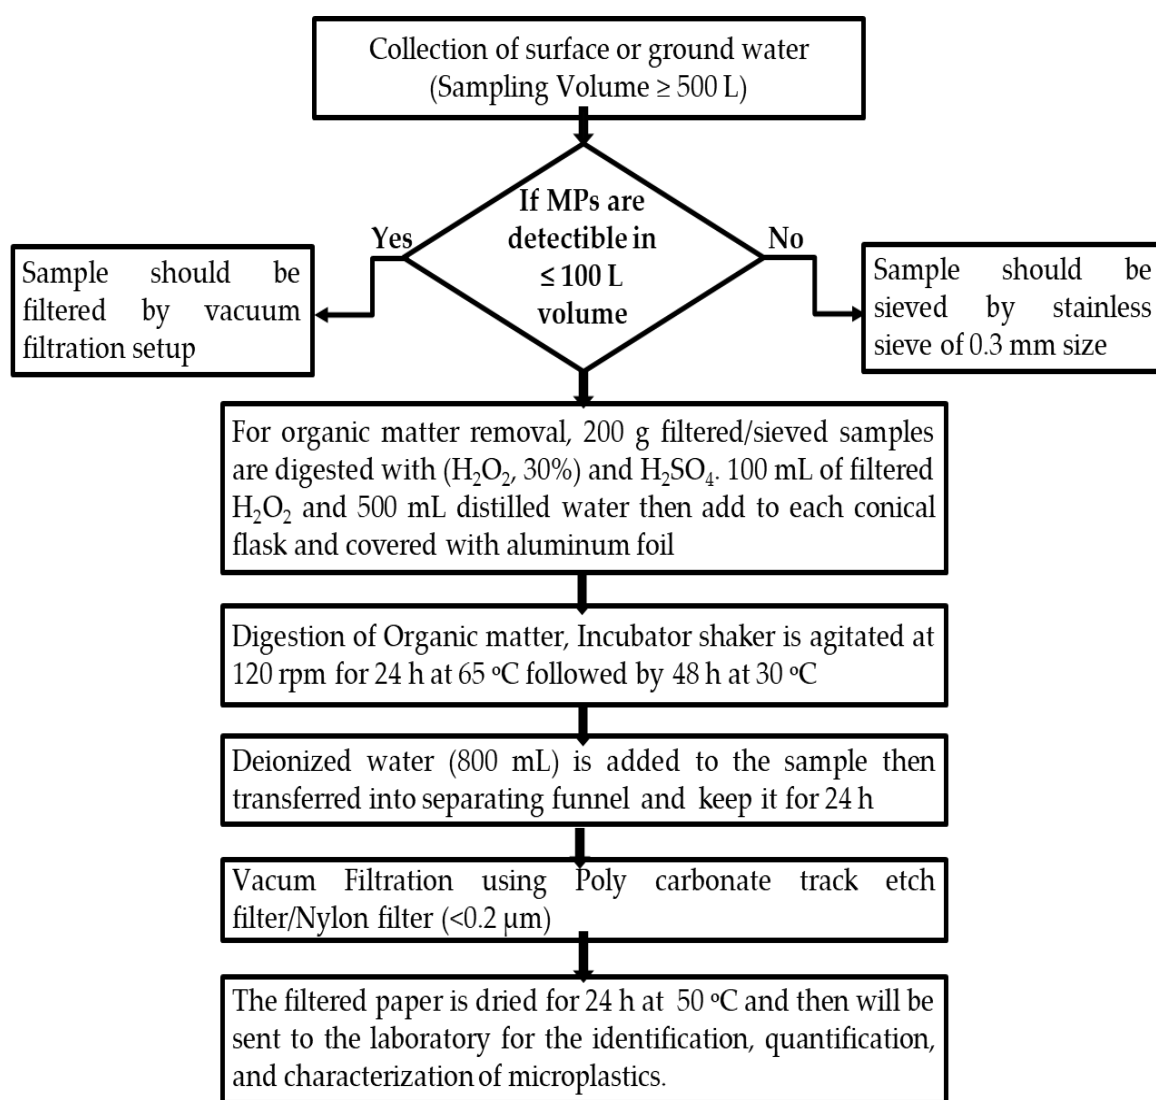 Collection of surface or ground water
(Sampling Volume ≥ 500 L)
If MPs are
detectible in
≤ 100 L
volume
Yes
No
Sample should be
filtered by vacuum
filtration setup
Sample should be
sieved by stainless
sieve of 0.3 mm size
For organic matter removal, 200 g filtered/sieved samples
are digested with (H₂O₂, 30%) and H₂SO₄. 100 mL of filtered
H₂O₂ and 500 mL distilled water then add to each conical
flask and covered with aluminum foil
Digestion of Organic matter, Incubator shaker is agitated at
120 rpm for 24 h at 65 ºC followed by 48 h at 30 ºC
Deionized water (800 mL) is added to the sample then
transferred into separating funnel and keep it for 24 h
Vacum Filtration using Poly carbonate track etch
filter/Nylon filter (<0.2 µm)
The filtered paper is dried for 24 h at 50 ºC and then will be
sent to the laboratory for the identification, quantification,
and characterization of microplastics.